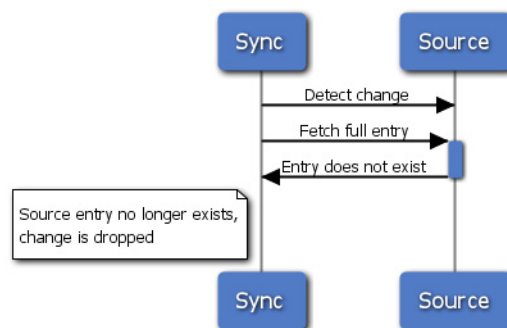 Sync
Source
Detect change
Fetch full entry
Entry does not exist
Source entry no longer exists,
change is dropped
Sync
Source